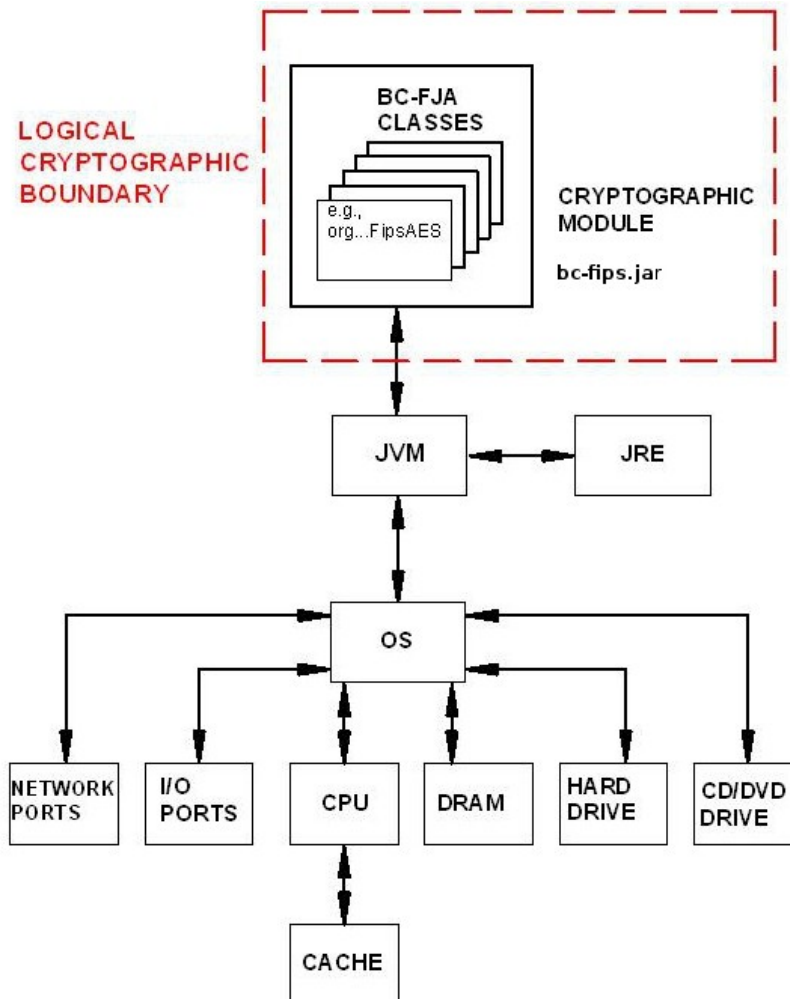 BC-FJA
CLASSES
LOGICAL
CRYPTOGRAPHIC
BOUNDARY
e.g.,
org...FipsAES
CRYPTOGRAPHIC
MODULE
bc-fips.jar
JVM
JRE
OS
NETWORK
PORTS
I/O
PORTS
CPU
DRAM
HARD
DRIVE
CD/DVD
DRIVE
CACHE